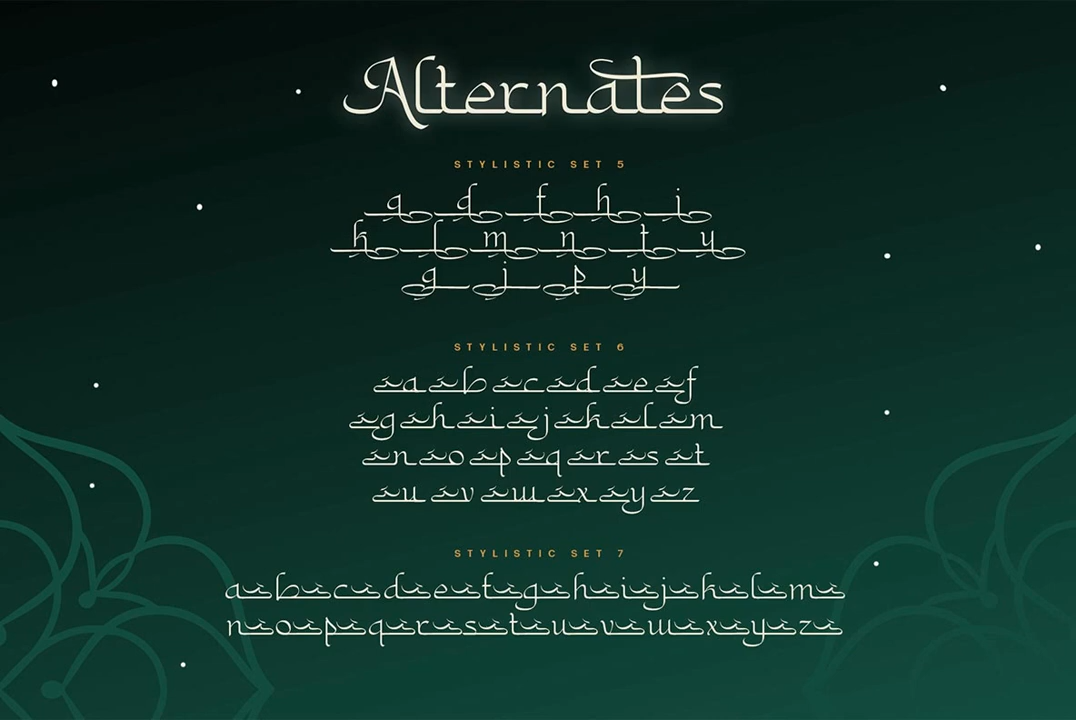 Alternates
STYLISTIC SET 5
a d f h i
k l m n t u
g j p y
STYLISTIC SET 6
a b c d e f
g h i j k l m
n o p q r s t
u v w x y z
STYLISTIC SET 7
a b c d e f g h i j k l m
n o p q r s t u v w x y z